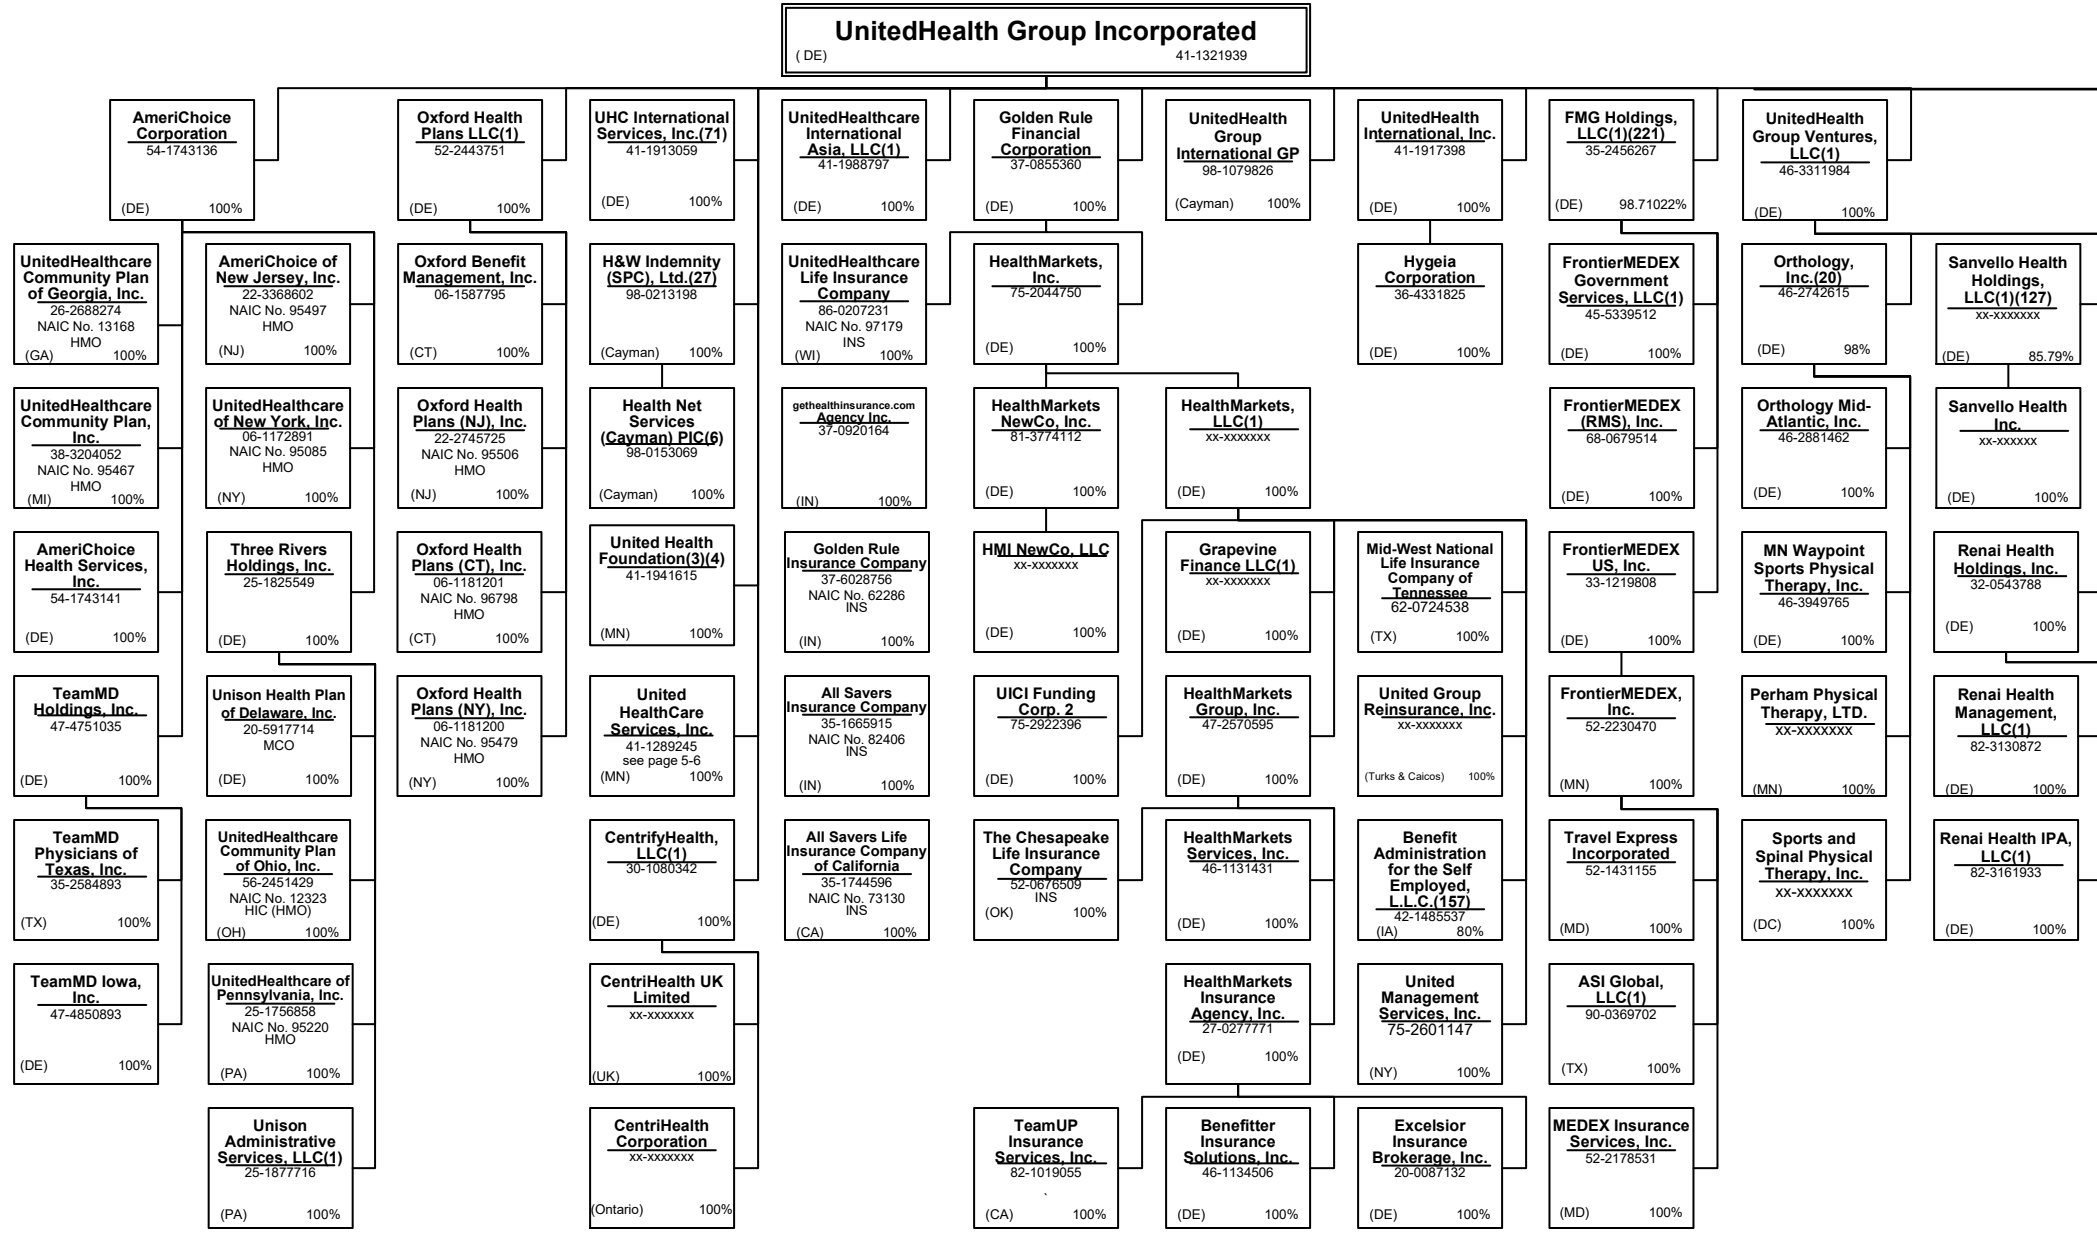 UnitedHealth Group Incorporated
( DE) 41-1321939
AmeriChoice
Corporation
54-1743136
(DE) 100%
Oxford Health
Plans LLC(1)
52-2443751
(DE) 100%
UHC International
Services, Inc.(71)
41-1913059
(DE) 100%
UnitedHealthcare
International
Asia, LLC(1)
41-1988797
(DE) 100%
Golden Rule
Financial
Corporation
37-0855360
(DE) 100%
UnitedHealth
Group
International GP
98-1079826
(Cayman) 100%
UnitedHealth
International, Inc.
41-1917398
(DE) 100%
FMG Holdings,
LLC(1)(221)
35-2456267
(DE) 98.71022%
UnitedHealth
Group Ventures,
LLC(1)
46-3311984
(DE) 100%
UnitedHealthcare
Community Plan
of Georgia, Inc.
26-2688274
NAIC No. 13168
HMO
(GA) 100%
AmeriChoice of
New Jersey, Inc.
22-3368602
NAIC No. 95497
HMO
(NJ) 100%
Oxford Benefit
Management, Inc.
06-1587795
(CT) 100%
H&W Indemnity
(SPC), Ltd.(27)
98-0213198
(Cayman) 100%
UnitedHealthcare
Life Insurance
Company
86-0207231
NAIC No. 97179
INS
(WI) 100%
HealthMarkets,
Inc.
75-2044750
(DE) 100%
Hygeia
Corporation
36-4331825
(DE) 100%
FrontierMEDEX
Government
Services, LLC(1)
45-5339512
(DE) 100%
Orthology,
Inc.(20)
46-2742615
(DE) 98%
Sanvello Health
Holdings,
LLC(1)(127)
xx-xxxxxxx
(DE) 85.79%
UnitedHealthcare
Community Plan,
Inc.
38-3204052
NAIC No. 95467
HMO
(MI) 100%
UnitedHealthcare
of New York, Inc.
06-1172891
NAIC No. 95085
HMO
(NY) 100%
Oxford Health
Plans (NJ), Inc.
22-2745725
NAIC No. 95506
HMO
(NJ) 100%
Health Net
Services
(Cayman) PIC(6)
98-0153069
(Cayman) 100%
gethealthinsurance.com
Agency Inc.
37-0920164
(IN) 100%
HealthMarkets
NewCo, Inc.
81-3774112
(DE) 100%
HealthMarkets,
LLC(1)
xx-xxxxxxx
(DE) 100%
FrontierMEDEX
(RMS), Inc.
68-0679514
(DE) 100%
Orthology Mid-
Atlantic, Inc.
46-2881462
(DE) 100%
Sanvello Health
Inc.
xx-xxxxxx
(DE) 100%
AmeriChoice
Health Services,
Inc.
54-1743141
(DE) 100%
Three Rivers
Holdings, Inc.
25-1825549
(DE) 100%
Oxford Health
Plans (CT), Inc.
06-1181201
NAIC No. 96798
HMO
(CT) 100%
United Health
Foundation(3)(4)
41-1941615
(MN) 100%
Golden Rule
Insurance Company
37-6028756
NAIC No. 62286
INS
(IN) 100%
HMI NewCo, LLC
xx-xxxxxxx
(DE) 100%
Grapevine
Finance LLC(1)
xx-xxxxxxx
(DE) 100%
Mid-West National
Life Insurance
Company of
Tennessee
62-0724538
(TX) 100%
FrontierMEDEX
US, Inc.
33-1219808
(DE) 100%
MN Waypoint
Sports Physical
Therapy, Inc.
46-3949765
(DE) 100%
Renai Health
Holdings, Inc.
32-0543788
(DE) 100%
TeamMD
Holdings, Inc.
47-4751035
(DE) 100%
Unison Health Plan
of Delaware, Inc.
20-5917714
MCO
(DE) 100%
Oxford Health
Plans (NY), Inc.
06-1181200
NAIC No. 95479
HMO
(NY) 100%
United
HealthCare
Services, Inc.
41-1289245
see page 5-6
(MN) 100%
All Savers
Insurance Company
35-1665915
NAIC No. 82406
INS
(IN) 100%
UICI Funding
Corp. 2
75-2922396
(DE) 100%
HealthMarkets
Group, Inc.
47-2570595
(DE) 100%
United Group
Reinsurance, Inc.
xx-xxxxxxx
(Turks & Caicos) 100%
FrontierMEDEX,
Inc.
52-2230470
(MN) 100%
Perham Physical
Therapy, LTD.
xx-xxxxxxx
(MN) 100%
Renai Health
Management,
LLC(1)
82-3130872
(DE) 100%
TeamMD
Physicians of
Texas, Inc.
35-2584893
(TX) 100%
UnitedHealthcare
Community Plan
of Ohio, Inc.
56-2451429
NAIC No. 12323
HIC (HMO)
(OH) 100%
CentrifyHealth,
LLC(1)
30-1080342
(DE) 100%
All Savers Life
Insurance Company
of California
35-1744596
NAIC No. 73130
INS
(CA) 100%
The Chesapeake
Life Insurance
Company
52-0676509
INS
(OK) 100%
HealthMarkets
Services, Inc.
46-1131431
(DE) 100%
Benefit
Administration
for the Self
Employed,
L.L.C.(157)
42-1485537
(IA) 80%
Travel Express
Incorporated
52-1431155
(MD) 100%
Sports and
Spinal Physical
Therapy, Inc.
xx-xxxxxxx
(DC) 100%
Renai Health IPA,
LLC(1)
82-3161933
(DE) 100%
TeamMD Iowa,
Inc.
47-4850893
(DE) 100%
UnitedHealthcare of
Pennsylvania, Inc.
25-1756858
NAIC No. 95220
HMO
(PA) 100%
CentriHealth UK
Limited
xx-xxxxxxx
(UK) 100%
HealthMarkets
Insurance
Agency, Inc.
27-0277771
(DE) 100%
United
Management
Services, Inc.
75-2601147
(NY) 100%
ASI Global,
LLC(1)
90-0369702
(TX) 100%
Unison
Administrative
Services, LLC(1)
25-1877716
(PA) 100%
CentriHealth
Corporation
xx-xxxxxxx
(Ontario) 100%
TeamUP
Insurance
Services, Inc.
82-1019055
`
(CA) 100%
Benefitter
Insurance
Solutions, Inc.
46-1134506
(DE) 100%
Excelsior
Insurance
Brokerage, Inc.
20-0087132
(DE) 100%
MEDEX Insurance
Services, Inc.
52-2178531
(MD) 100%